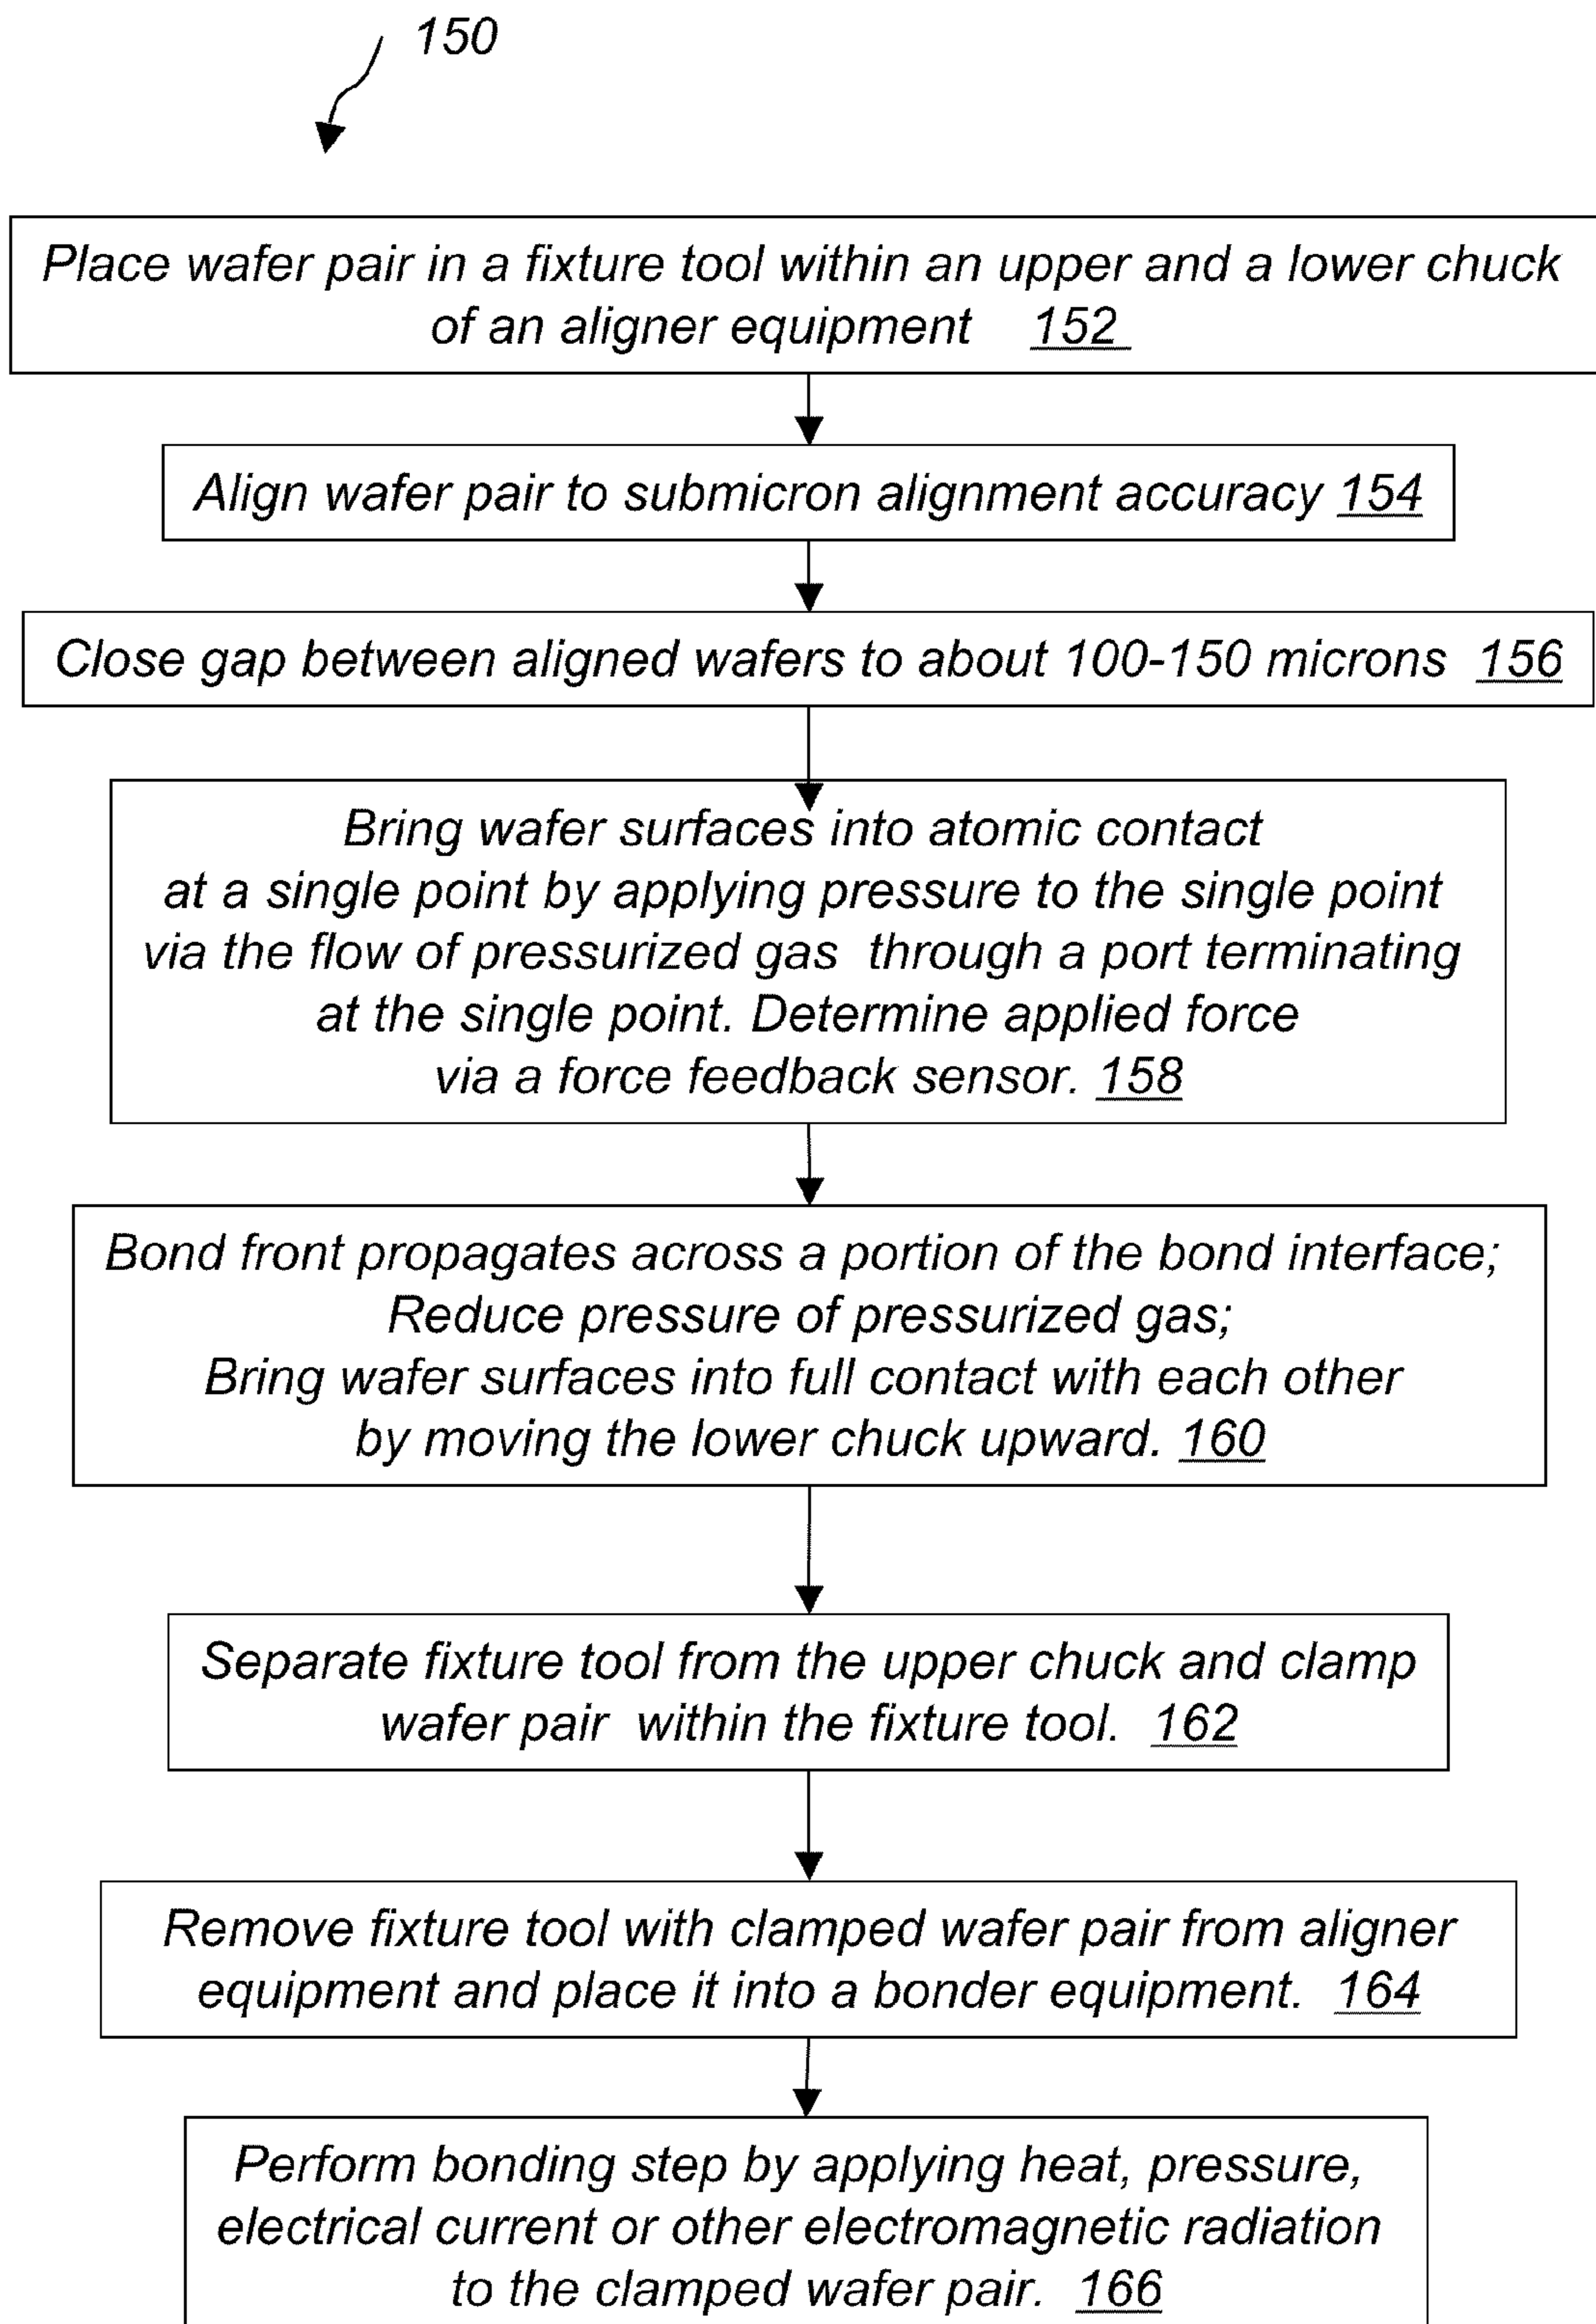 150
Place wafer pair in a fixture tool within an upper and a lower chuck
of an aligner equipment 152
Align wafer pair to submicron alignment accuracy 154
Close gap between aligned wafers to about 100-150 microns 156
Bring wafer surfaces into atomic contact
at a single point by applying pressure to the single point
via the flow of pressurized gas through a port terminating
at the single point. Determine applied force
via a force feedback sensor. 158
Bond front propagates across a portion of the bond interface;
Reduce pressure of pressurized gas;
Bring wafer surfaces into full contact with each other
by moving the lower chuck upward. 160
Separate fixture tool from the upper chuck and clamp
wafer pair within the fixture tool. 162
Remove fixture tool with clamped wafer pair from aligner
equipment and place it into a bonder equipment. 164
Perform bonding step by applying heat, pressure,
electrical current or other electromagnetic radiation
to the clamped wafer pair. 166